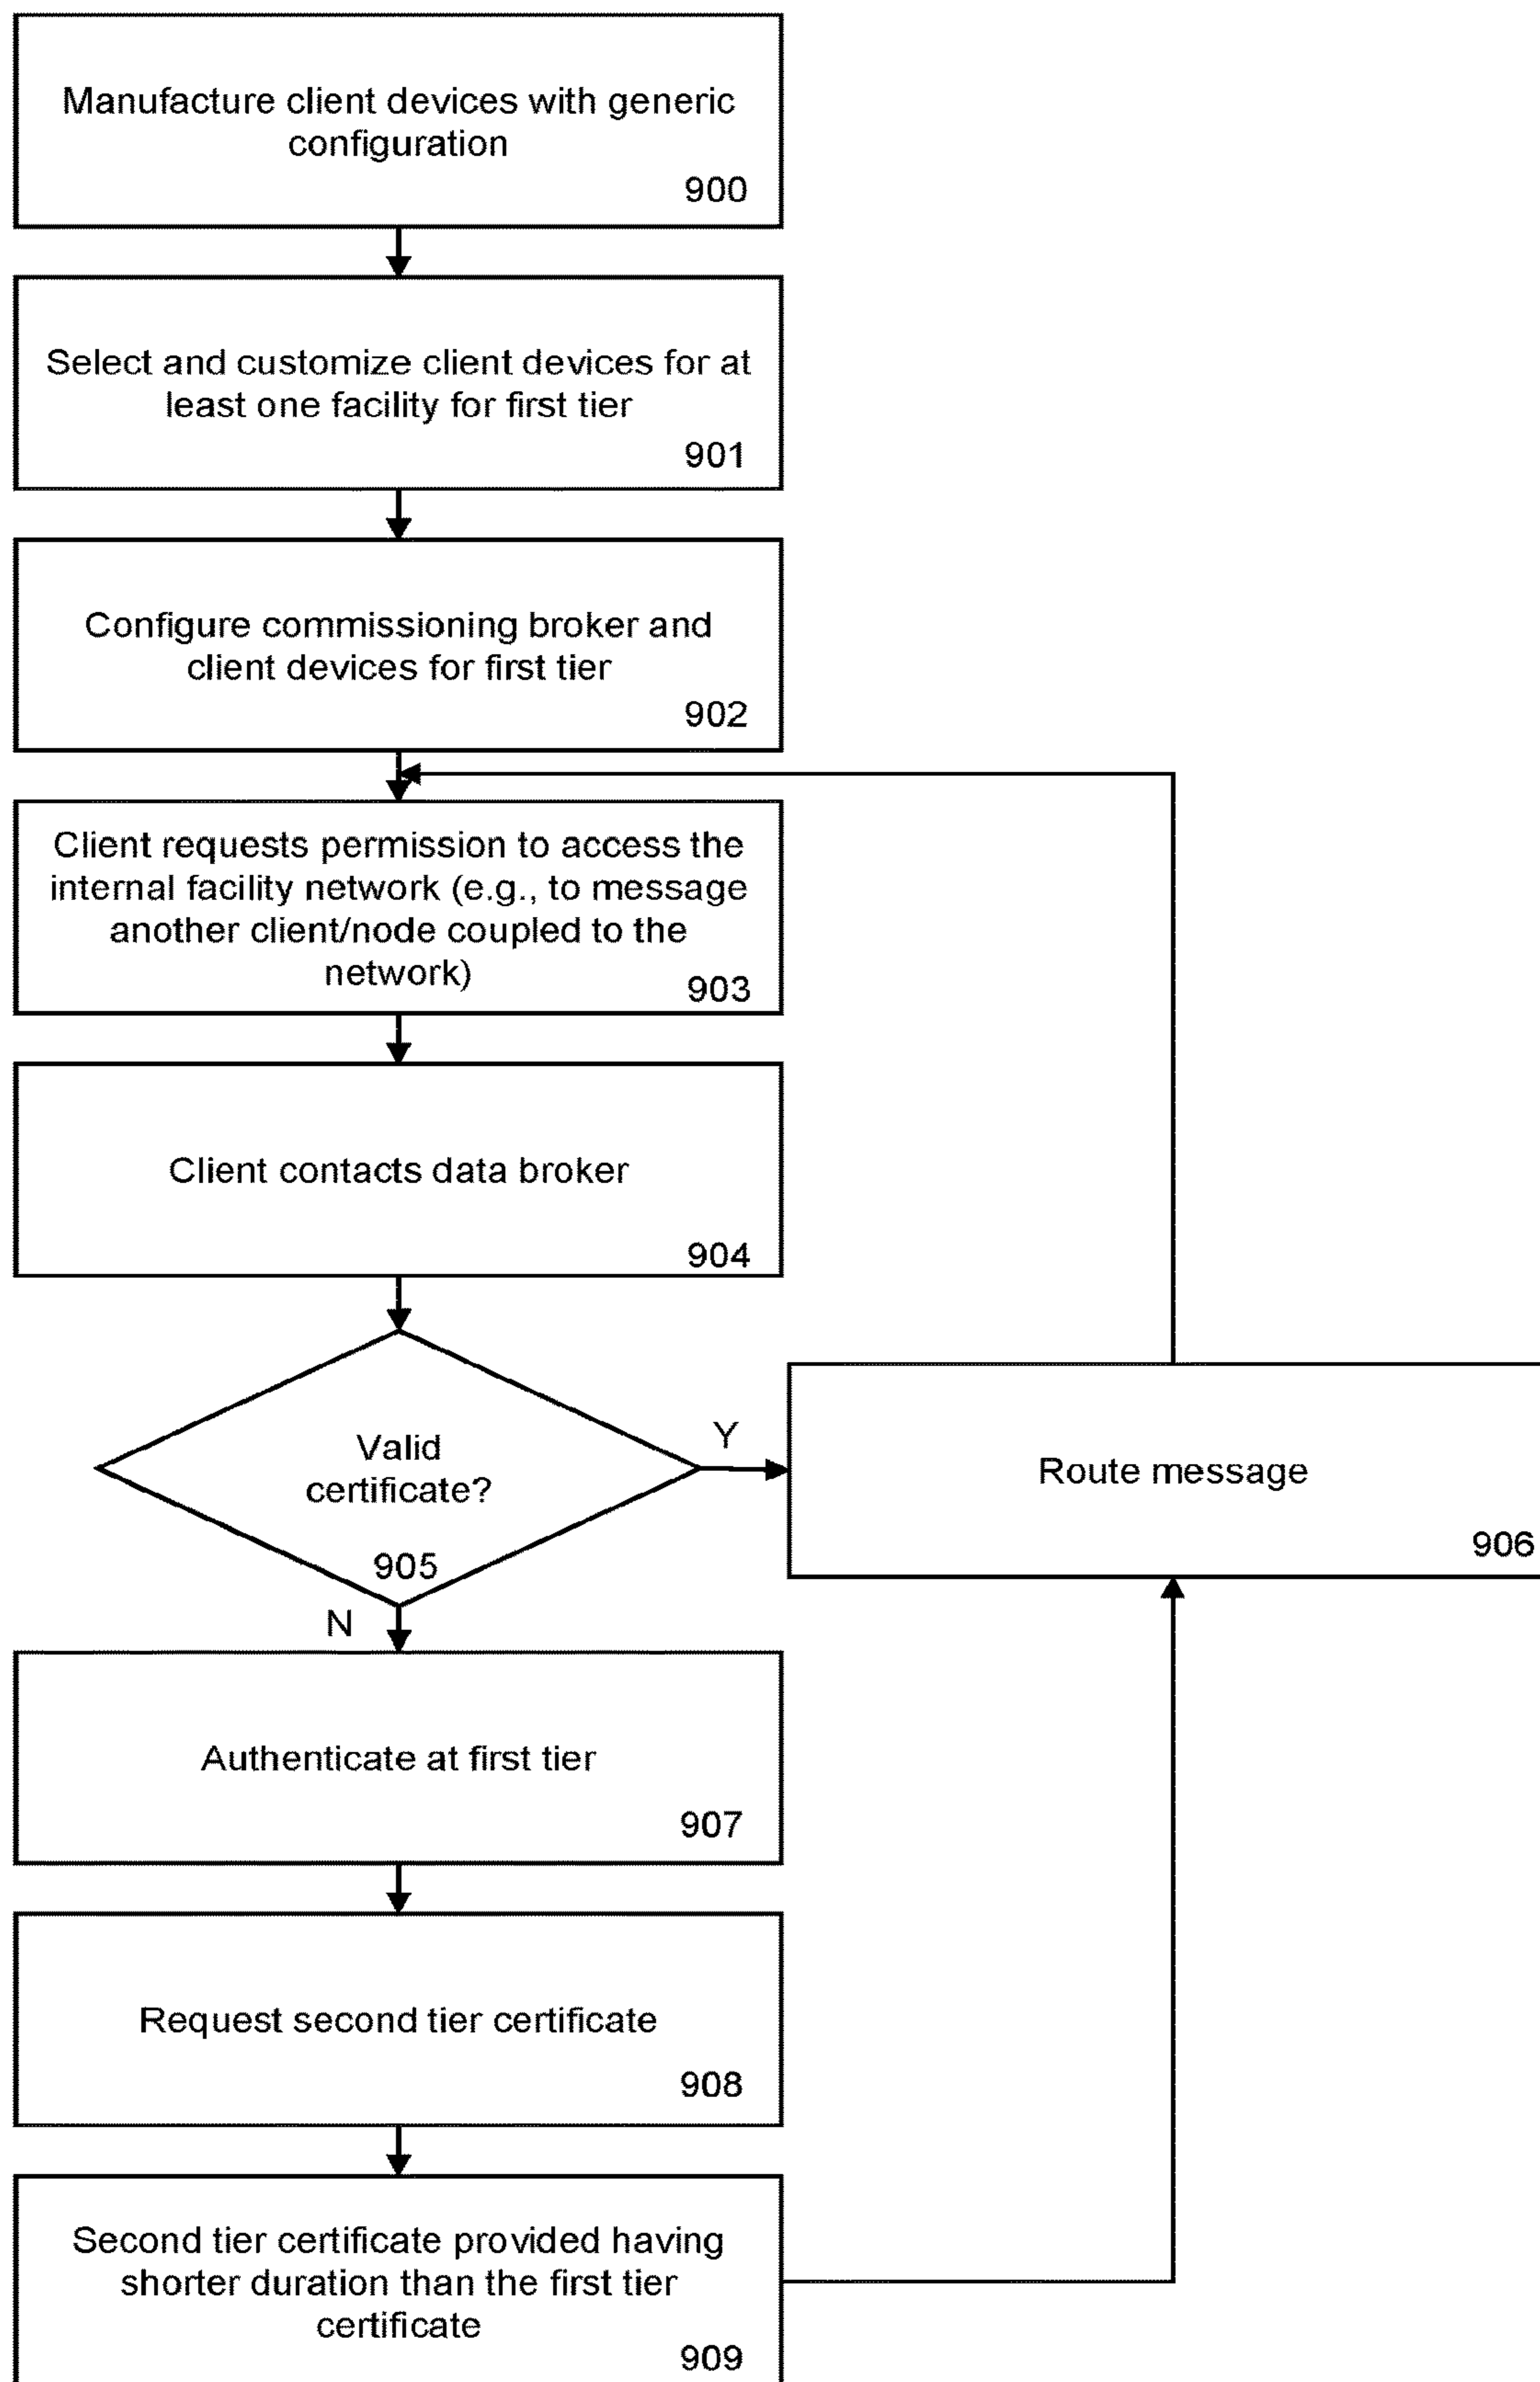 Manufacture client devices with generic
configuration
900
Select and customize client devices for at
least one facility for first tier
901
Configure commissioning broker and
client devices for first tier
902
Client requests permission to access the
internal facility network (e.g., to message
another client/node coupled to the
network)
903
Client contacts data broker
904
Valid
certificate?
905
Y
Route message
906
N
Authenticate at first tier
907
Request second tier certificate
908
Second tier certificate provided having
shorter duration than the first tier
certificate
909